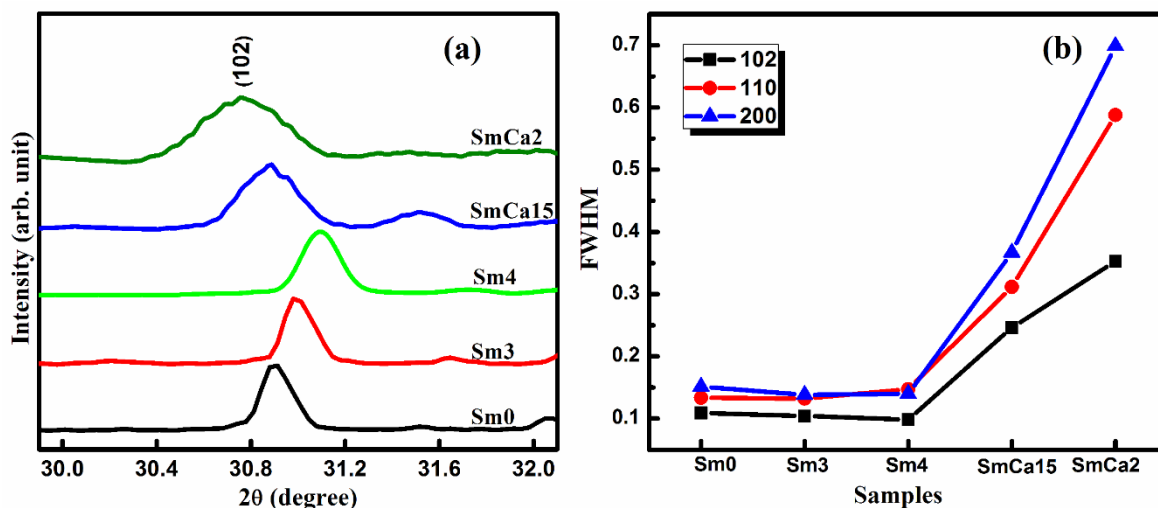 (a)
(102)
SmCa2
SmCa15
Sm4
Sm3
Sm0
Intensity (arb. unit)
30.0 30.4 30.8 31.2 31.6 32.0
2θ (degree)
(b)
102
110
200
0.7
0.6
0.5
0.4
0.3
0.2
0.1
FWHM
Sm0 Sm3 Sm4 SmCa15 SmCa2
Samples